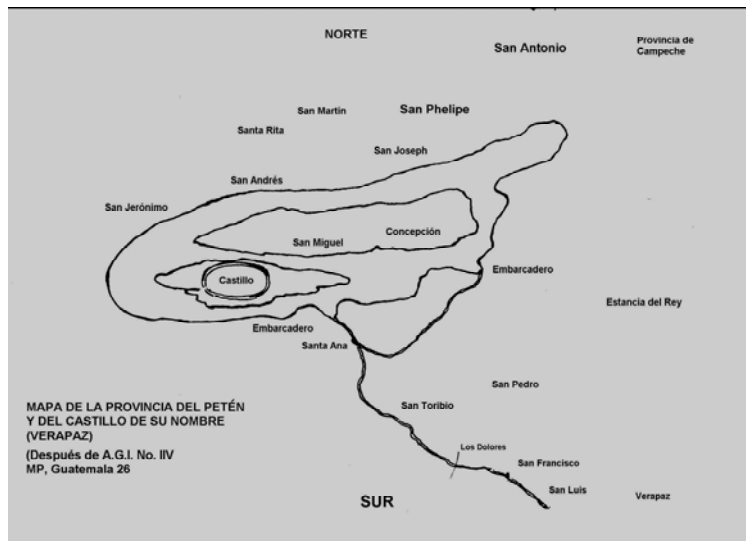 NORTE
San Antonio
Provincia de
Campeche
San Martín
San Phelipe
Santa Rita
San Joseph
San Andrés
San Jerónimo
Concepción
San Miguel
Castillo
Embarcadero
Estancia del Rey
Embarcadero
Santa Ana
San Pedro
San Toribio
MAPA DE LA PROVINCIA DEL PETÉN
Y DEL CASTILLO DE SU NOMBRE
(VERAPAZ)
(Después de A.G.I. No. IIV
MP, Guatemala 26
Los Dolores
San Francisco
San Luis
Verapaz
SUR